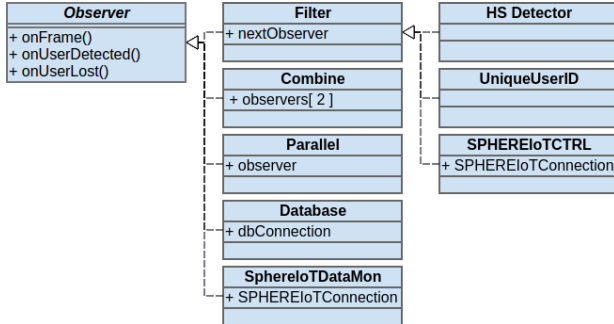 Observer
+ onFrame()
+ onUserDetected()
+ onUserLost()
Filter
+ nextObserver
Combine
+ observers[ 2 ]
Parallel
+ observer
Database
+ dbConnection
SphereIoTDataMon
+ SPHEREIoTConnection
HS Detector
UniqueUserID
SPHEREIoTCTRL
+ SPHEREIoTConnection